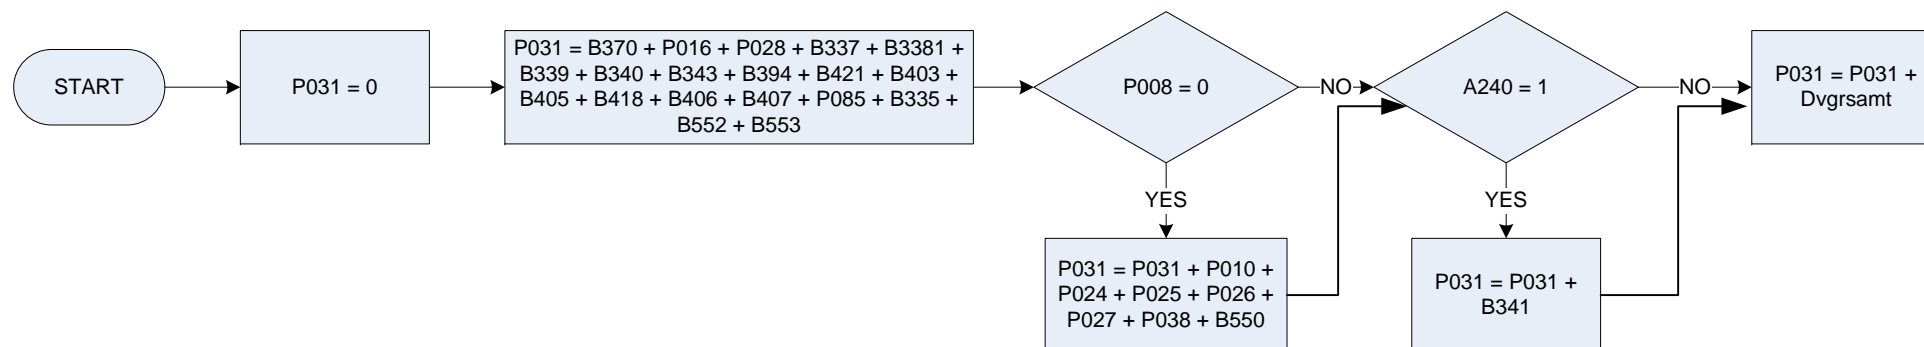 START
P031 = 0
P031 = B370 + P016 + P028 + B337 + B3381 +
B339 + B340 + B343 + B394 + B421 + B403 +
B405 + B418 + B406 + B407 + P085 + B335 +
B552 + B553
P008 = 0
NO
A240 = 1
NO
P031 = P031 +
Dvgrsamt
YES
YES
P031 = P031 + P010 +
P024 + P025 + P026 +
P027 + P038 + B550
P031 = P031 +
B341